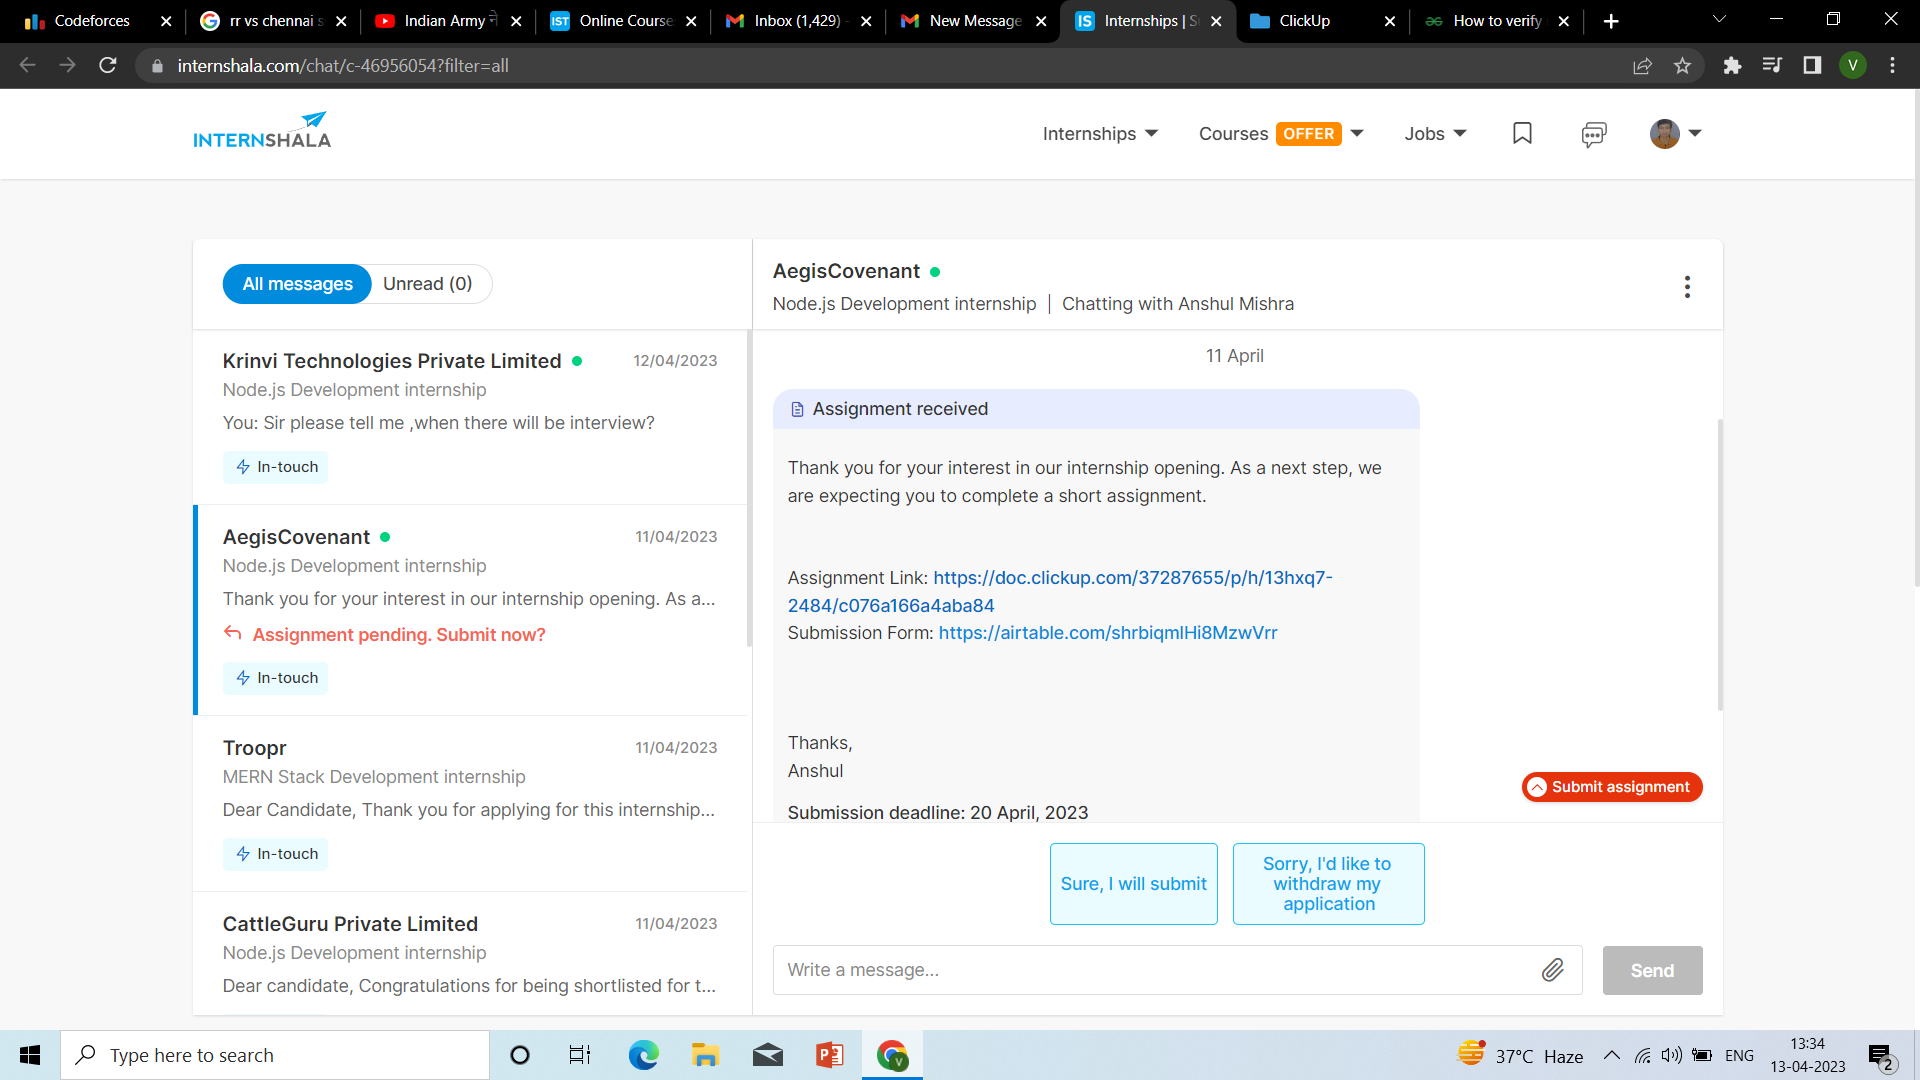 Codeforces
rr vs chennai s
Indian Army ने
IST Online Course
Inbox (1,429) -
New Message
IS Internships | S
ClickUp
How to verify
internshala.com/chat/c-46956054?filter=all
V
INTERNSHALA
Internships
Courses OFFER
Jobs
All messages
Unread (0)
Krinvi Technologies Private Limited
12/04/2023
Node.js Development internship
You: Sir please tell me ,when there will be interview?
In-touch
AegisCovenant
11/04/2023
Node.js Development internship
Thank you for your interest in our internship opening. As a...
Assignment pending. Submit now?
In-touch
Troopr
11/04/2023
MERN Stack Development internship
Dear Candidate, Thank you for applying for this internship...
In-touch
CattleGuru Private Limited
11/04/2023
Node.js Development internship
Dear candidate, Congratulations for being shortlisted for t...
AegisCovenant
Node.js Development internship | Chatting with Anshul Mishra
11 April
Assignment received
Thank you for your interest in our internship opening. As a next step, we
are expecting you to complete a short assignment.
Assignment Link: https://doc.clickup.com/37287655/p/h/13hxq7-
2484/c076a166a4aba84
Submission Form: https://airtable.com/shrbiqmlHi8MzwVrr
Thanks,
Anshul
Submission deadline: 20 April, 2023
Submit assignment
Sure, I will submit
Sorry, I'd like to
withdraw my
application
Write a message...
Send
Type here to search
V
37°C Haze
ENG
13:34
13-04-2023
2